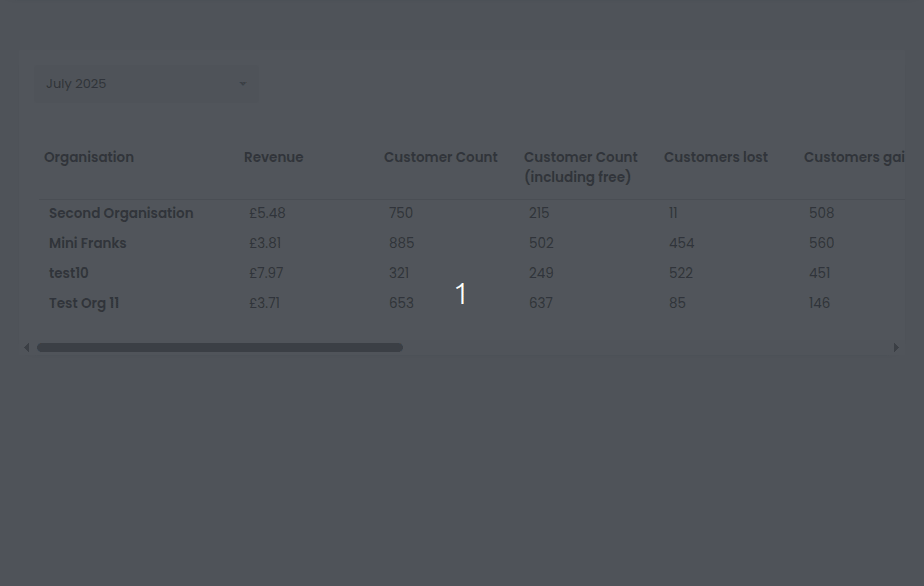 July 2025
Organisation Revenue Customer Count Customer Count (including free) Customers lost Customers gai
Second Organisation £5.48 750 215 11 508
Mini Franks £3.81 885 502 454 560
test10 £7.97 321 249 522 451
1
Test Org 11 £3.71 653 637 85 146